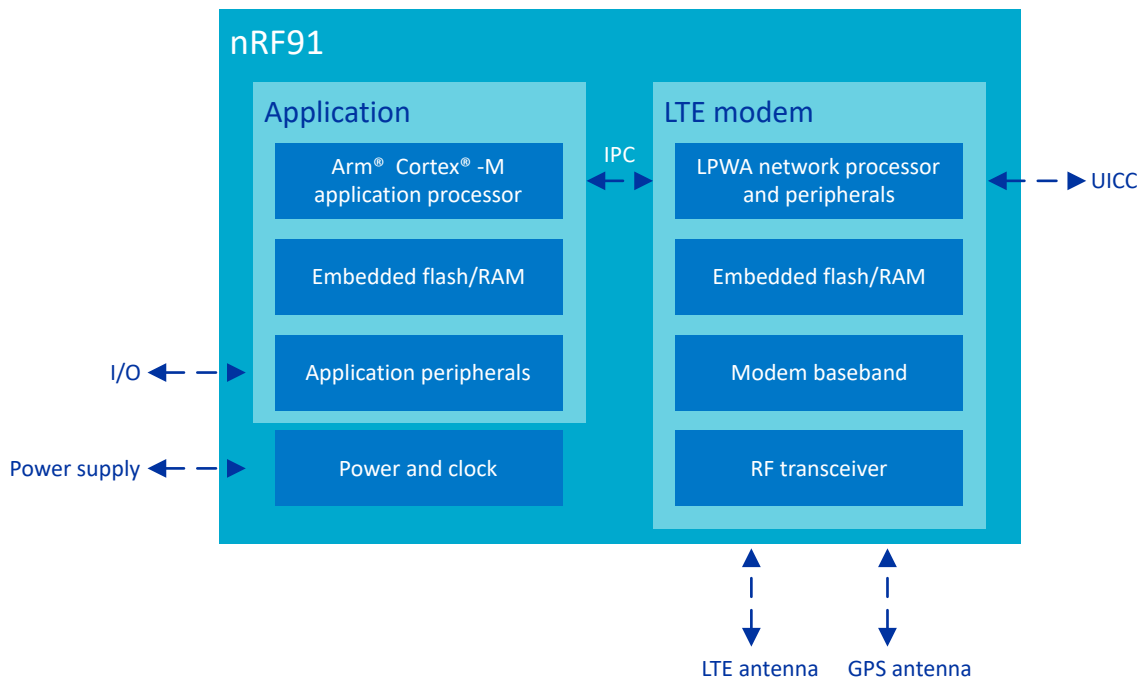 nRF91
Application
Arm® Cortex® -M
application processor
Embedded flash/RAM
Application peripherals
Power and clock
IPC
LTE modem
LPWA network processor
and peripherals
Embedded flash/RAM
Modem baseband
RF transceiver
UICC
I/O
Power supply
LTE antenna
GPS antenna